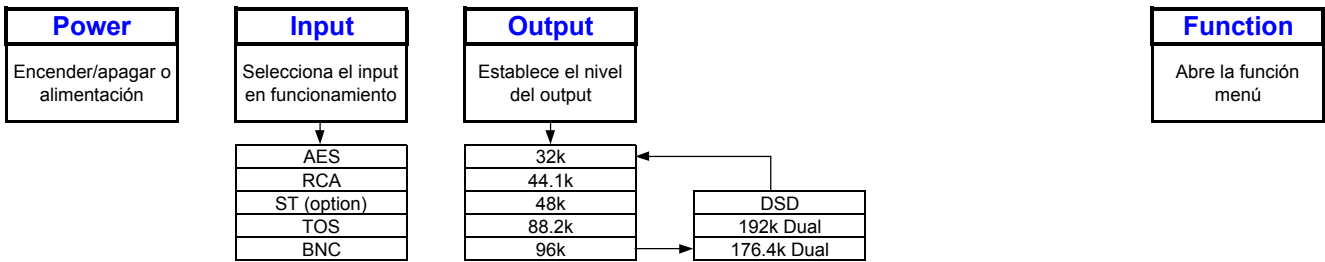 Power
Encender/apagar o
alimentación
Input
Selecciona el input
en funcionamiento
AES
RCA
ST (option)
TOS
BNC
Output
Establece el nivel
del output
32k
44.1k
48k
88.2k
96k
DSD
192k Dual
176.4k Dual
Function
Abre la función
menú